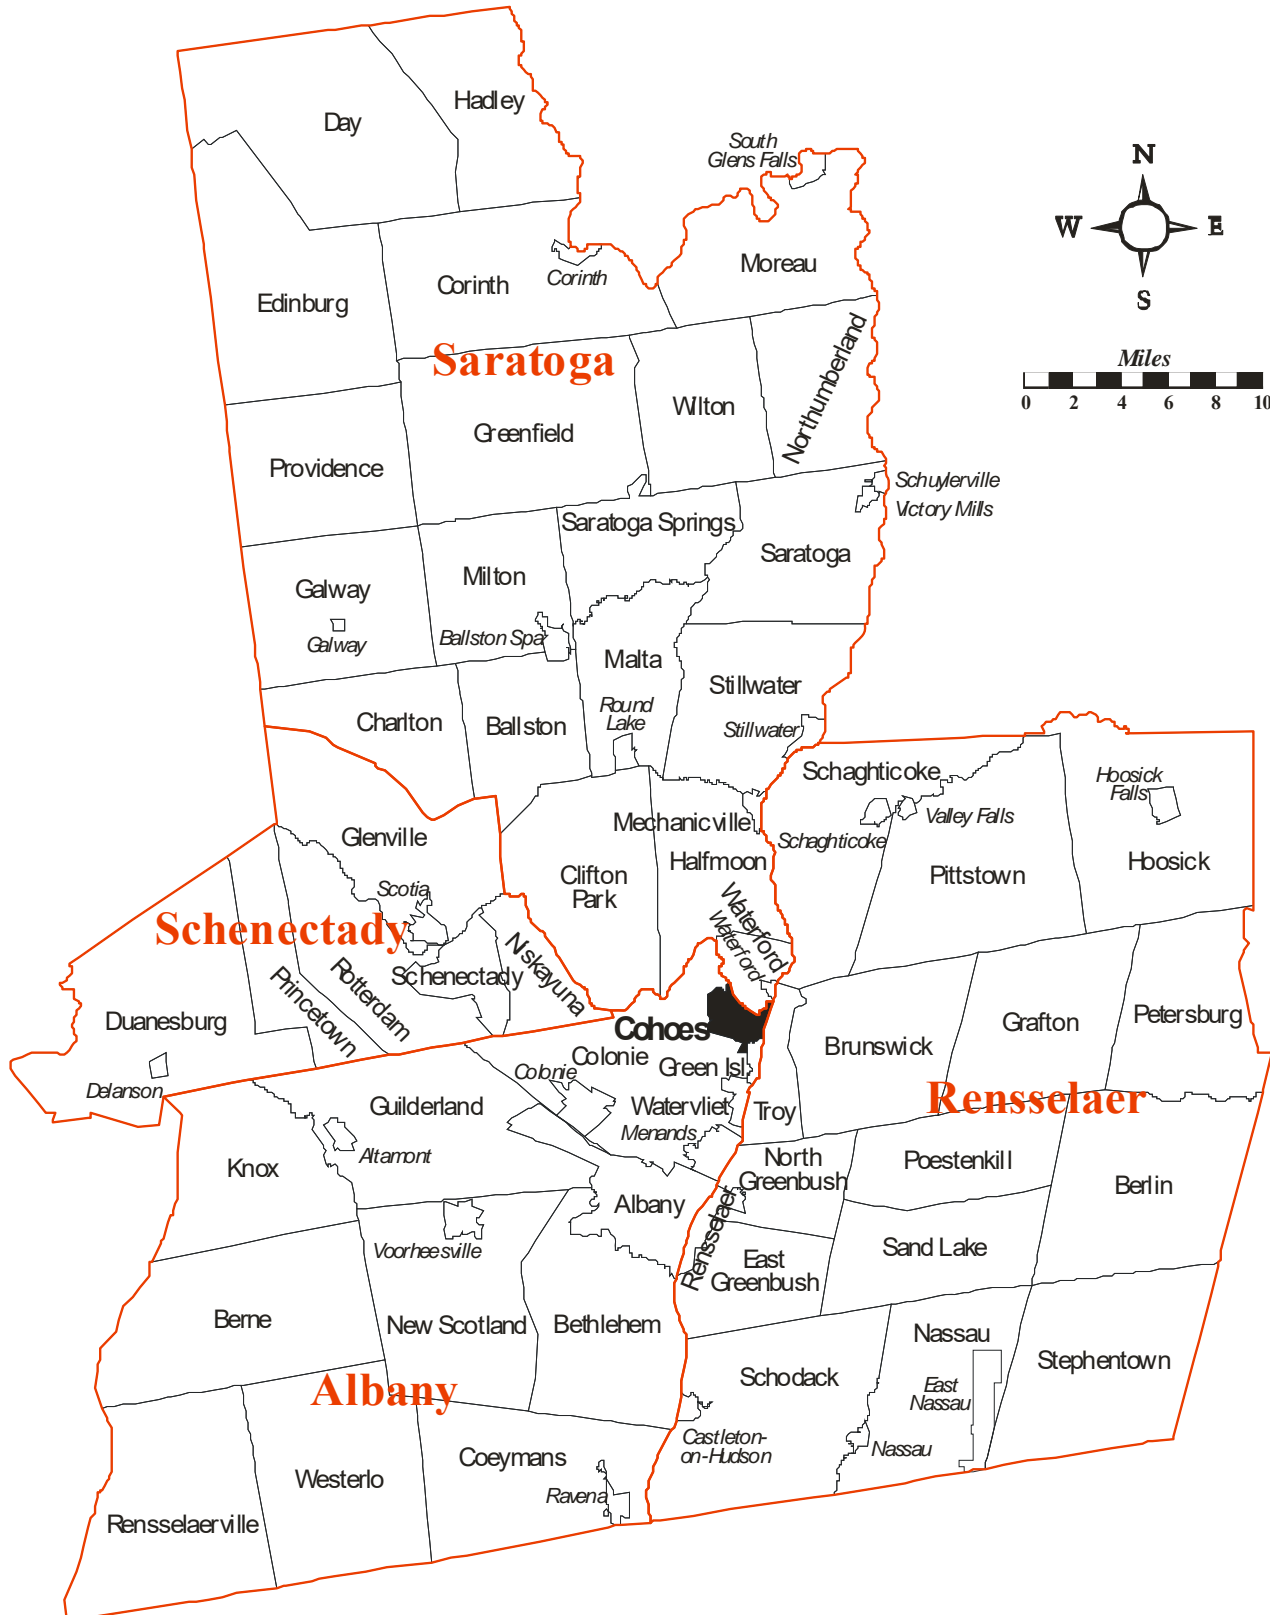 Hadley
Day
South
Glens Falls
N
W
E
S
Moreau
Corinth
Corinth
Edinburg
Saratoga
Miles
0 2 4 6 8 10
Northumberland
Wilton
Greenfield
Providence
Schuylerville
Victory Mills
Saratoga Springs
Saratoga
Milton
Galway
Galway
Ballston Spa
Malta
Stillwater
Round
Lake
Charlton
Ballston
Stillwater
Schaghticoke
Hoosick
Falls
Mechanicville
Valley Falls
Schaghticoke
Glenville
Halfmoon
Hoosick
Clifton
Park
Pittstown
Scotia
Waterford
Waterford
Schenectady
Niskayuna
Schenectady
Rotterdam
Princetown
Duanesburg
Cohoes
Petersburg
Grafton
Brunswick
Colonie
Colonie
Green Isl
Delanson
Rensselaer
Guilderland
Watervliet
Troy
Menands
Altamont
Knox
North
Greenbush
Poestenkill
Berlin
Albany
Rensselaer
Voorheesville
Sand Lake
East
Greenbush
Berne
New Scotland
Bethlehem
Nassau
Stephentown
Schodack
Albany
East
Nassau
Castleton-
on-Hudson
Nassau
Coeymans
Westerlo
Ravena
Rensselaerville